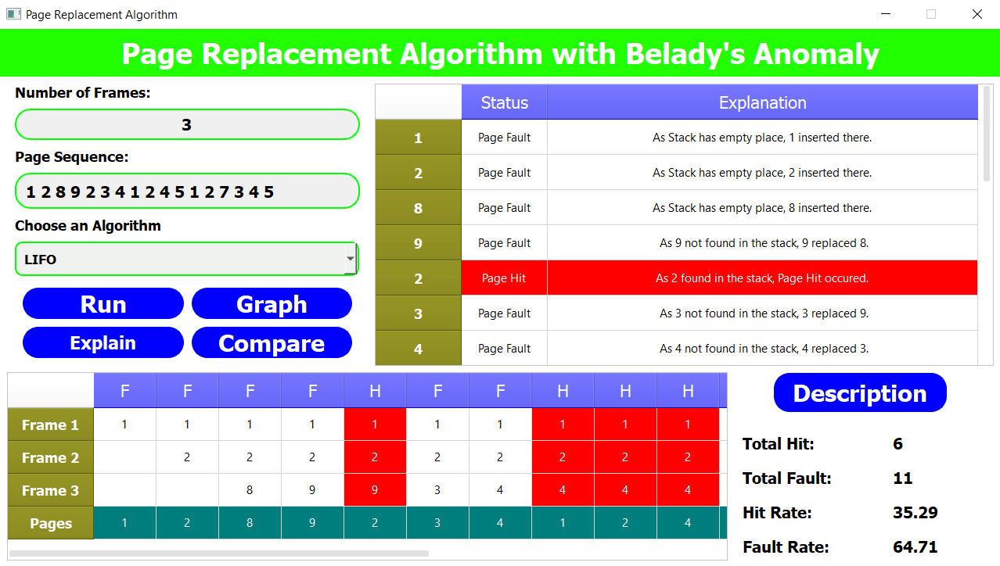 Page Replacement Algorithm
Page Replacement Algorithm with Belady's Anomaly
Number of Frames:
3
Page Sequence:
1 2 8 9 2 3 4 1 2 4 5 1 2 7 3 4 5
Choose an Algorithm
LIFO
Run Graph
Explain Compare
Status Explanation
1 Page Fault As Stack has empty place, 1 inserted there.
2 Page Fault As Stack has empty place, 2 inserted there.
8 Page Fault As Stack has empty place, 8 inserted there.
9 Page Fault As 9 not found in the stack, 9 replaced 8.
2 Page Hit As 2 found in the stack, Page Hit occured.
3 Page Fault As 3 not found in the stack, 3 replaced 9.
4 Page Fault As 4 not found in the stack, 4 replaced 3.
F F F F H F F H H H
Frame 1 1 1 1 1 1 1 1 1 1 1
Frame 2 2 2 2 2 2 2 2 2 2
Frame 3 8 9 9 3 4 4 4 4
Pages 1 2 8 9 2 3 4 1 2 4
Description
Total Hit: 6
Total Fault: 11
Hit Rate: 35.29
Fault Rate: 64.71